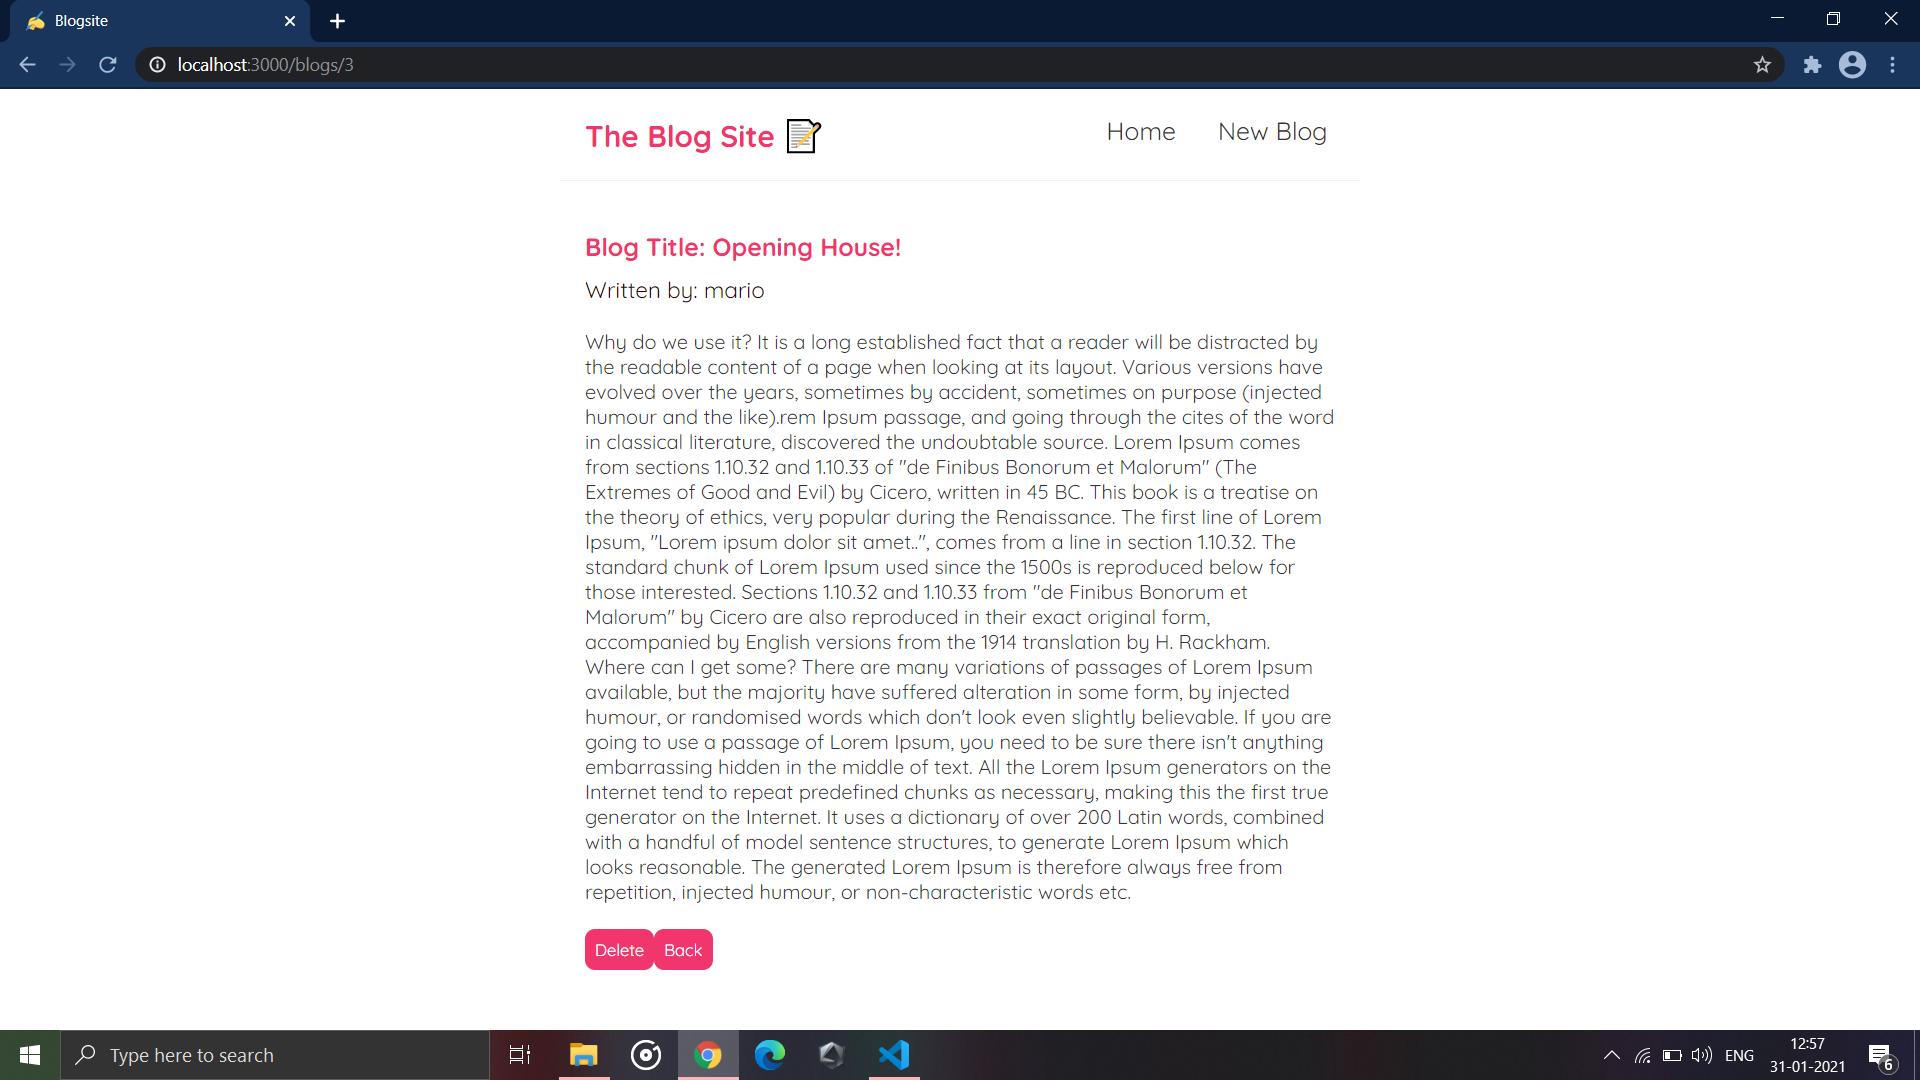 Blogsite
localhost:3000/blogs/3
The Blog Site
Home
New Blog
Blog Title: Opening House!
Written by: mario
Why do we use it? It is a long established fact that a reader will be distracted by
the readable content of a page when looking at its layout. Various versions have
evolved over the years, sometimes by accident, sometimes on purpose (injected
humour and the like).rem Ipsum passage, and going through the cites of the word
in classical literature, discovered the undoubtable source. Lorem Ipsum comes
from sections 1.10.32 and 1.10.33 of "de Finibus Bonorum et Malorum" (The
Extremes of Good and Evil) by Cicero, written in 45 BC. This book is a treatise on
the theory of ethics, very popular during the Renaissance. The first line of Lorem
Ipsum, "Lorem ipsum dolor sit amet..", comes from a line in section 1.10.32. The
standard chunk of Lorem Ipsum used since the 1500s is reproduced below for
those interested. Sections 1.10.32 and 1.10.33 from "de Finibus Bonorum et
Malorum" by Cicero are also reproduced in their exact original form,
accompanied by English versions from the 1914 translation by H. Rackham.
Where can I get some? There are many variations of passages of Lorem Ipsum
available, but the majority have suffered alteration in some form, by injected
humour, or randomised words which don't look even slightly believable. If you are
going to use a passage of Lorem Ipsum, you need to be sure there isn't anything
embarrassing hidden in the middle of text. All the Lorem Ipsum generators on the
Internet tend to repeat predefined chunks as necessary, making this the first true
generator on the Internet. It uses a dictionary of over 200 Latin words, combined
with a handful of model sentence structures, to generate Lorem Ipsum which
looks reasonable. The generated Lorem Ipsum is therefore always free from
repetition, injected humour, or non-characteristic words etc.
Delete
Back
Type here to search
ENG
12:57
31-01-2021
6